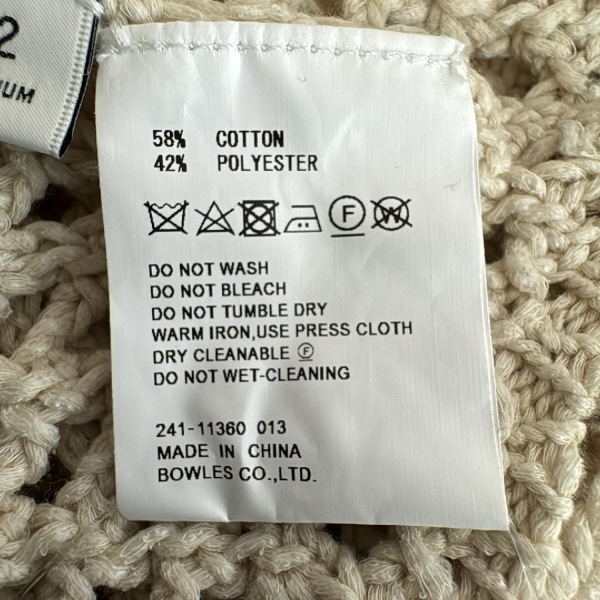 2
58% COTTON
42% POLYESTER
F W
DO NOT WASH
DO NOT BLEACH
DO NOT TUMBLE DRY
WARM IRON,USE PRESS CLOTH
DRY CLEANABLE Ⓕ
DO NOT WET-CLEANING
241-11360 013
MADE IN CHINA
BOWLES CO.,LTD.